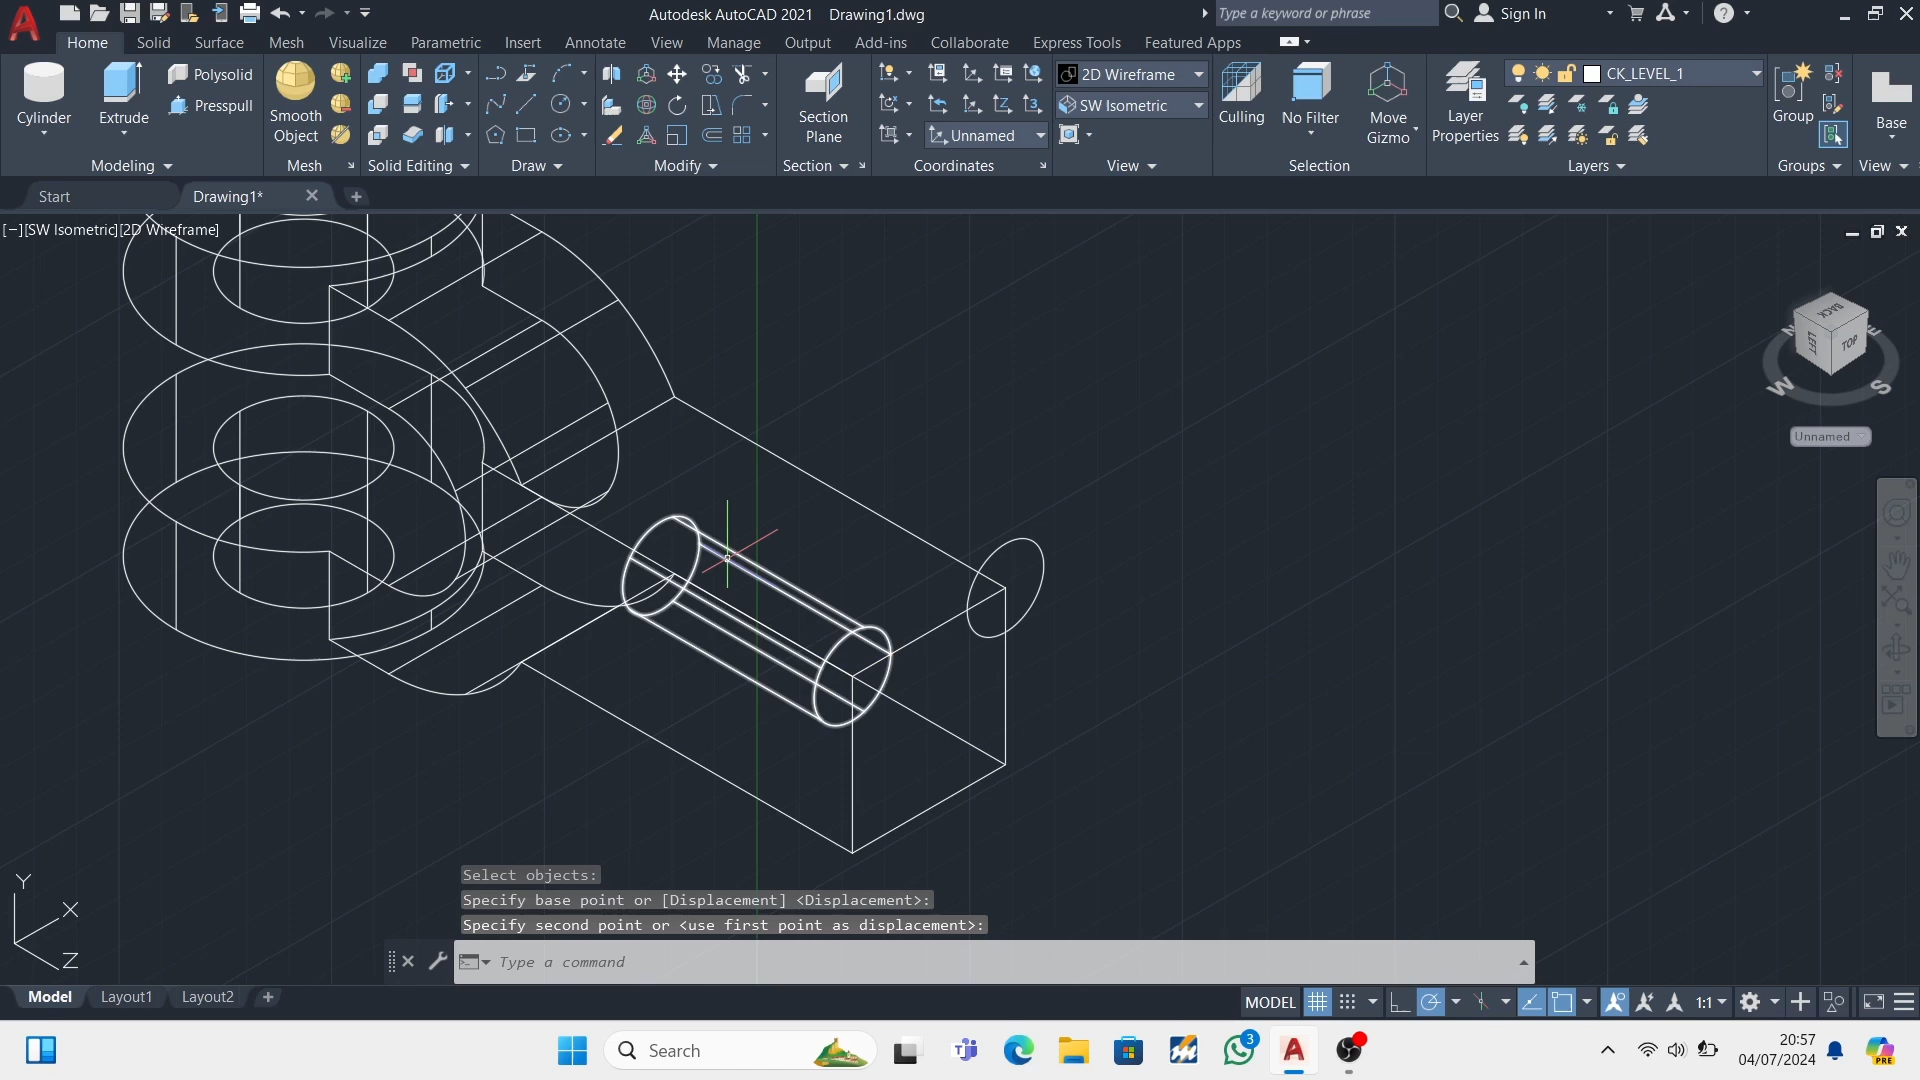 Autodesk AutoCAD 2021 Drawing1.dwg
Type a keyword or phrase
Sign In
Home Solid Surface Mesh Visualize Parametric Insert Annotate View Manage Output Add-ins Collaborate Express Tools Featured Apps
Cylinder
Extrude
Polysolid
Presspull
Modeling
Smooth
Object
Mesh
Solid Editing
Draw
Modify
Section
Plane
Section
Unnamed
Coordinates
2D Wireframe
SW Isometric
View
Culling
No Filter
Move
Gizmo
Selection
Layer
Properties
CK_LEVEL_1
Layers
Group
Groups
Base
View
Start
Drawing1*
[−][SW Isometric][2D Wireframe]
BACK
LEFT
TOP
N
E
W
S
Unnamed
Y
X
Z
Select objects:
Specify base point or [Displacement] <Displacement>:
Specify second point or <use first point as displacement>:
Type a command
Model Layout1 Layout2
MODEL
1:1
Search
3
20:57
04/07/2024
PRE